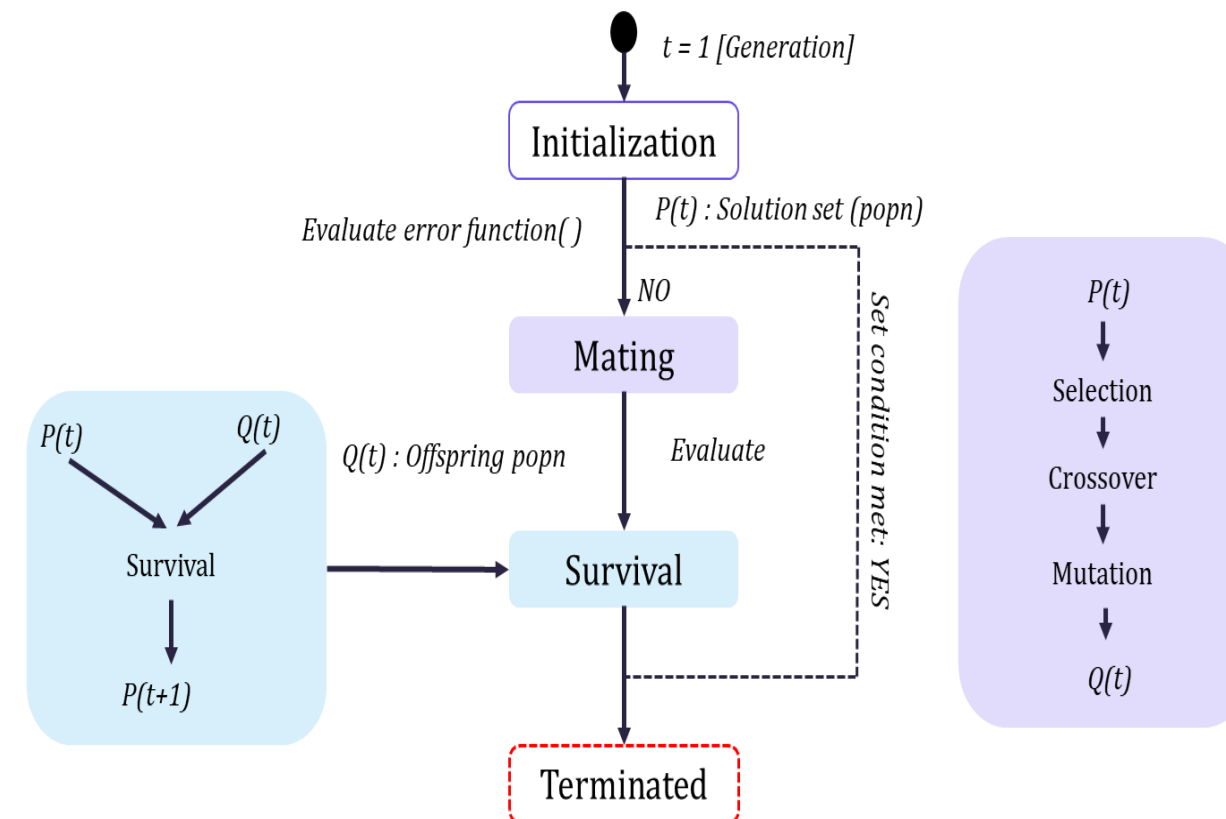 t = 1 [Generation]
Initialization
P(t) : Solution set (popn)
Evaluate error function( )
NO
Mating
Set condition met: YES
Q(t) : Offspring popn
Evaluate
Survival
Terminated
P(t)
Q(t)
Survival
P(t+1)
P(t)
Selection
Crossover
Mutation
Q(t)